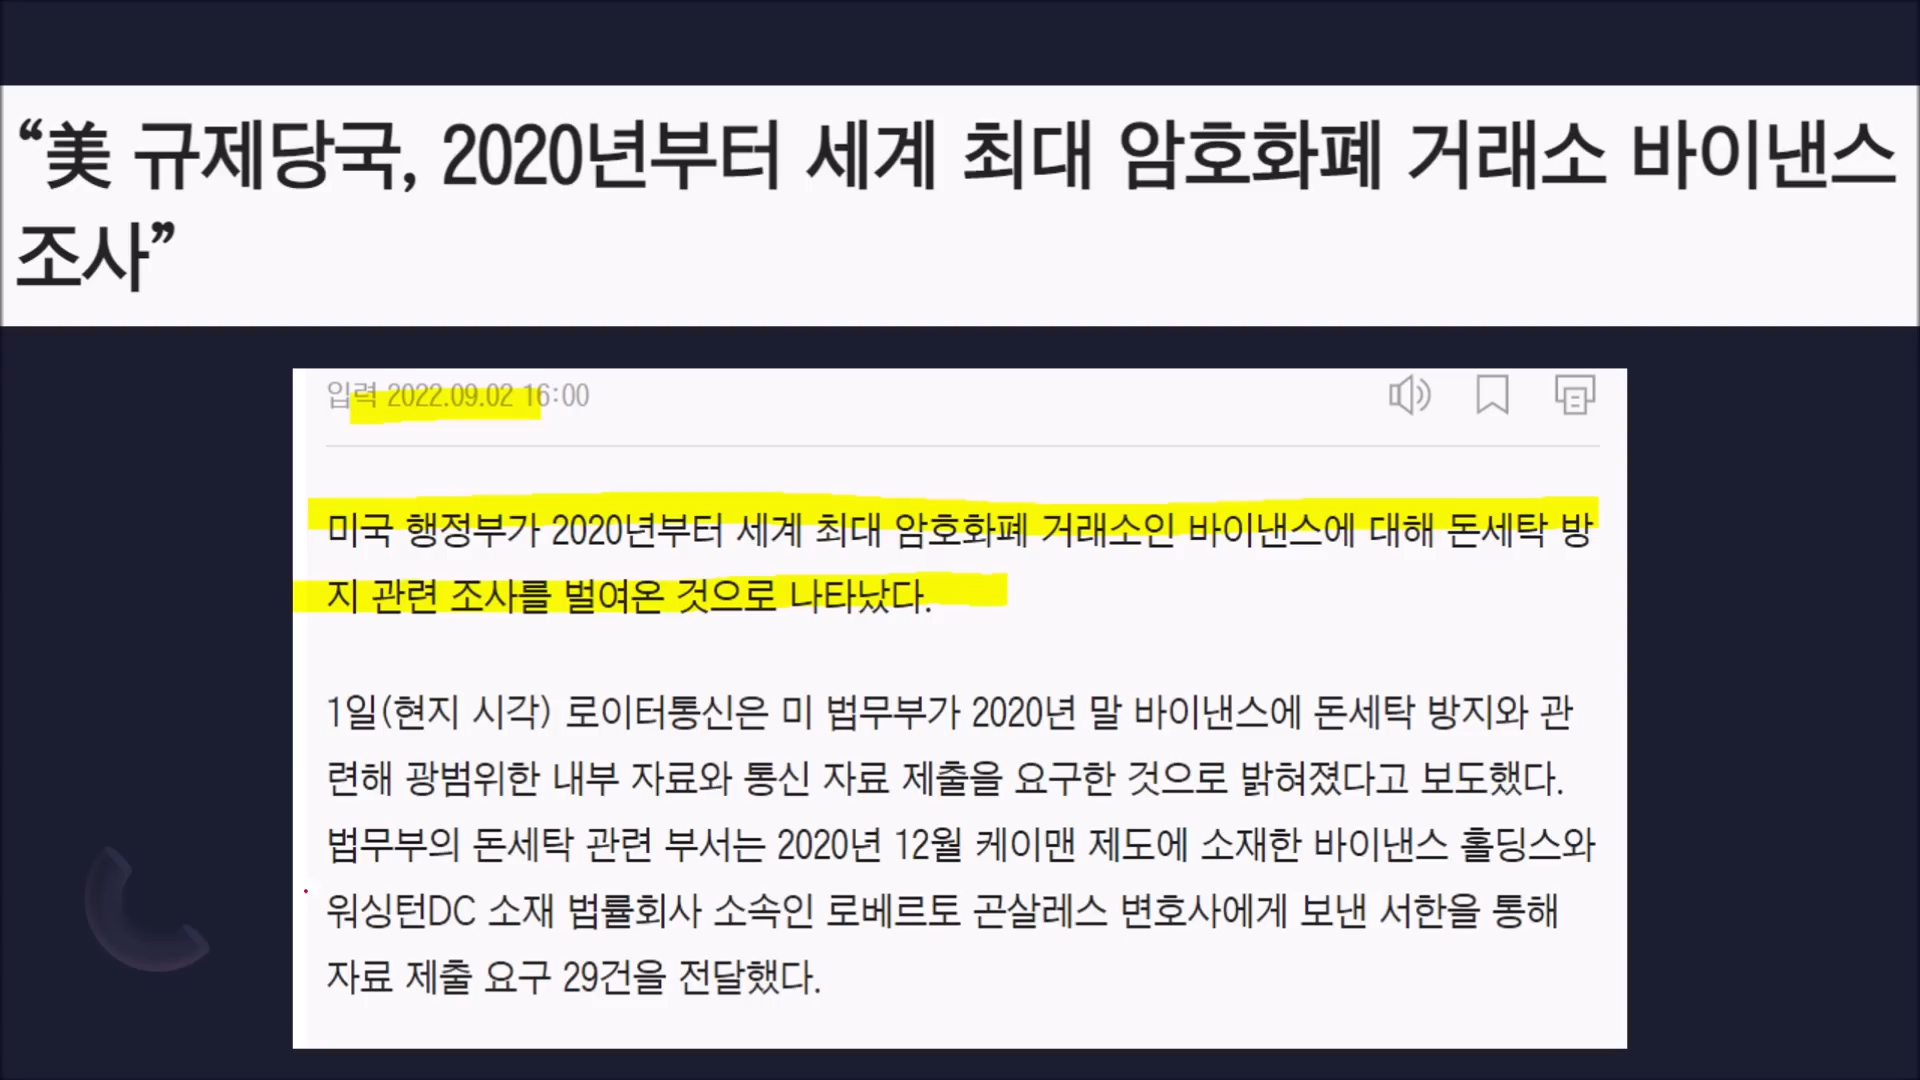 “美 규제당국, 2020년부터 세계 최대 암호화폐 거래소 바이낸스
조사”
입력 2022.09.02 16:00
미국 행정부가 2020년부터 세계 최대 암호화폐 거래소인 바이낸스에 대해 돈세탁 방
지 관련 조사를 벌여온 것으로 나타났다.
1일(현지 시각) 로이터통신은 미 법무부가 2020년 말 바이낸스에 돈세탁 방지와 관
련해 광범위한 내부 자료와 통신 자료 제출을 요구한 것으로 밝혀졌다고 보도했다.
법무부의 돈세탁 관련 부서는 2020년 12월 케이맨 제도에 소재한 바이낸스 홀딩스와
워싱턴DC 소재 법률회사 소속인 로베르토 곤살레스 변호사에게 보낸 서한을 통해
자료 제출 요구 29건을 전달했다.